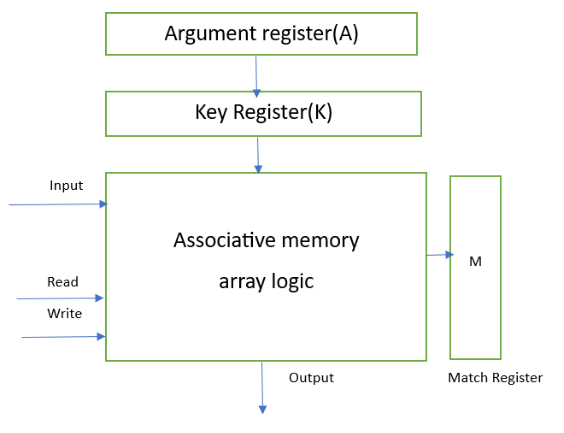 Argument register(A)
Key Register(K)
Input
Associative memory
array logic
M
Read
Write
Output
Match Register